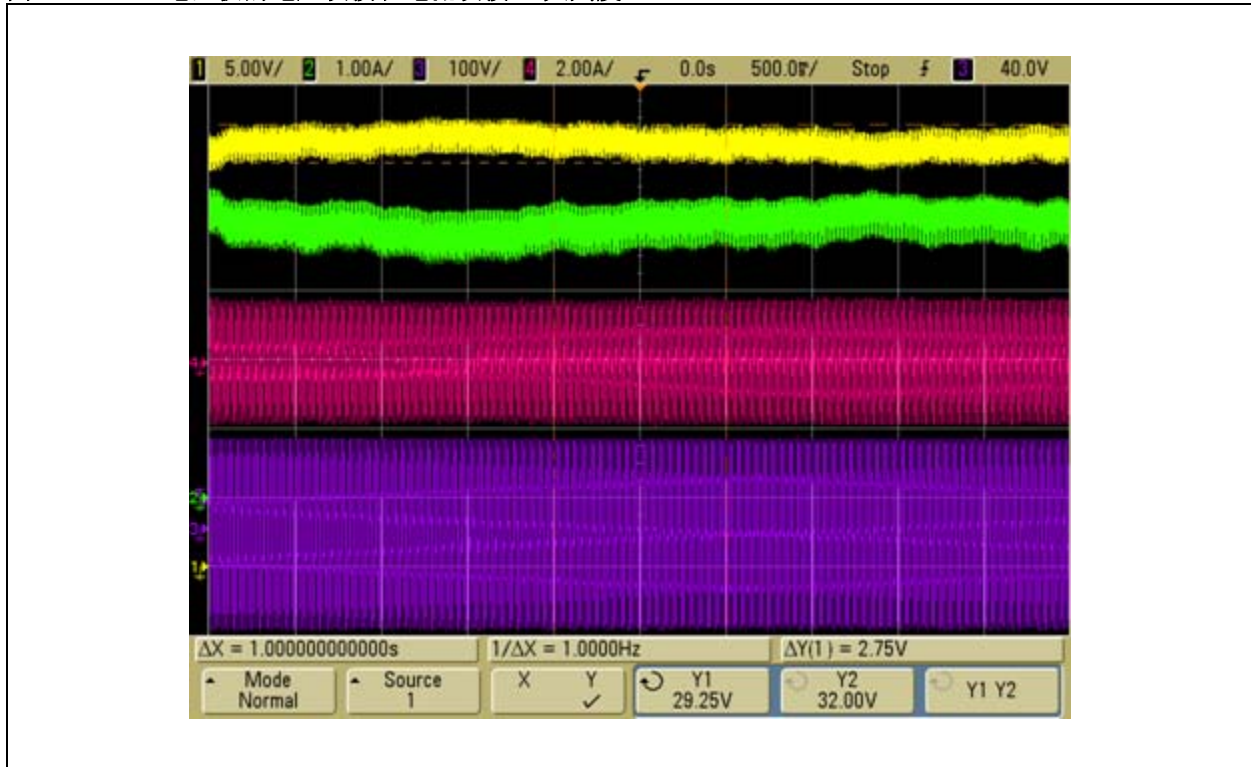 1 5.00V/ 2 1.00A/ 3 100V/ 4 2.00A/ 0.0s 500.0㎳/ Stop 3 40.0V
ΔX = 1.000000000000s 1/ΔX = 1.0000Hz ΔY(1) = 2.75V
Mode Normal Source 1 X Y ✓ Y1 29.25V Y2 32.00V Y1 Y2